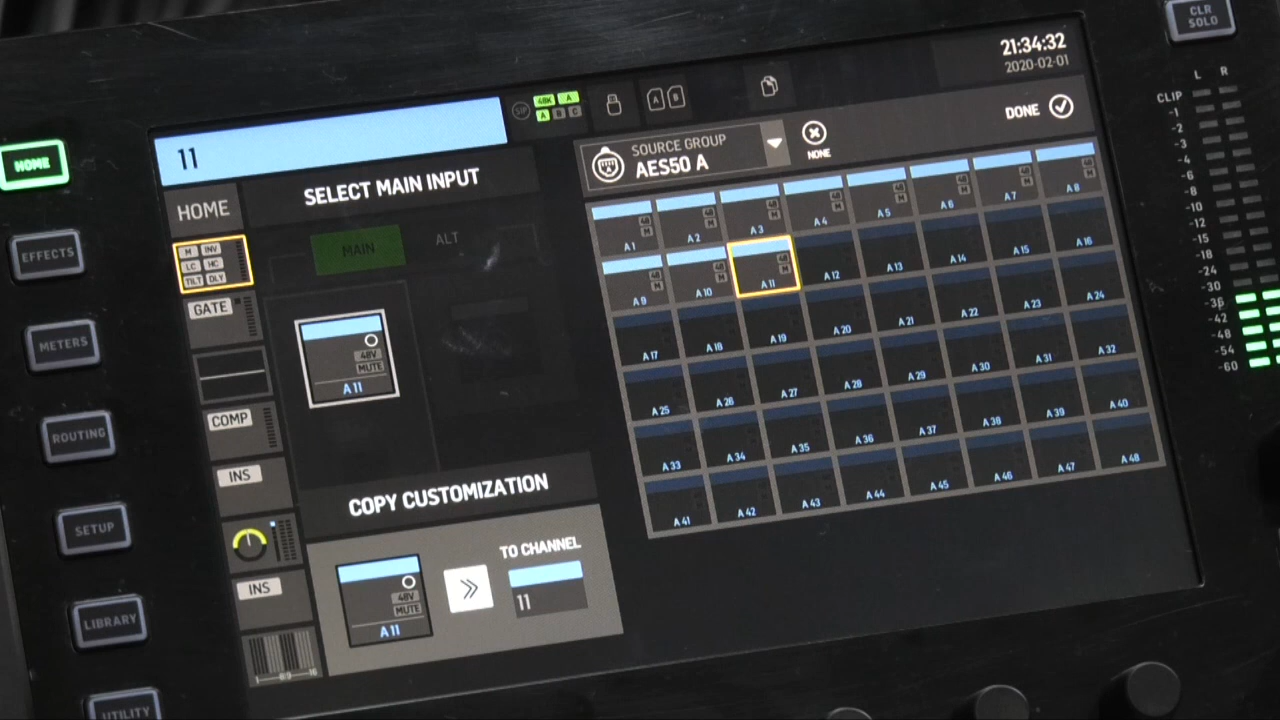 CLR
SOLO
21:34:32
2020-02-01
L R
CLIP
-1
-2
-3
-4
-6
-8
-10
-12
-15
-18
-24
-30
-36
-42
-48
-54
-60
HOME
EFFECTS
METERS
ROUTING
SETUP
LIBRARY
UTILITY
11
48K A
A B C
A B
SELECT MAIN INPUT
SOURCE GROUP
AES50 A
NONE
DONE
HOME
M INV
LC HC
TILT DLY
GATE
COMP
INS
INS
MAIN
ALT
48V
MUTE
A 11
COPY CUSTOMIZATION
TO CHANNEL
48V
MUTE
A 11
11
A 1 A 2 A 3 A 4 A 5 A 6 A 7 A 8
A 9 A 10 A 11 A 12 A 13 A 14 A 15 A 16
A 17 A 18 A 19 A 20 A 21 A 22 A 23 A 24
A 25 A 26 A 27 A 28 A 29 A 30 A 31 A 32
A 33 A 34 A 35 A 36 A 37 A 38 A 39 A 40
A 41 A 42 A 43 A 44 A 45 A 46 A 47 A 48